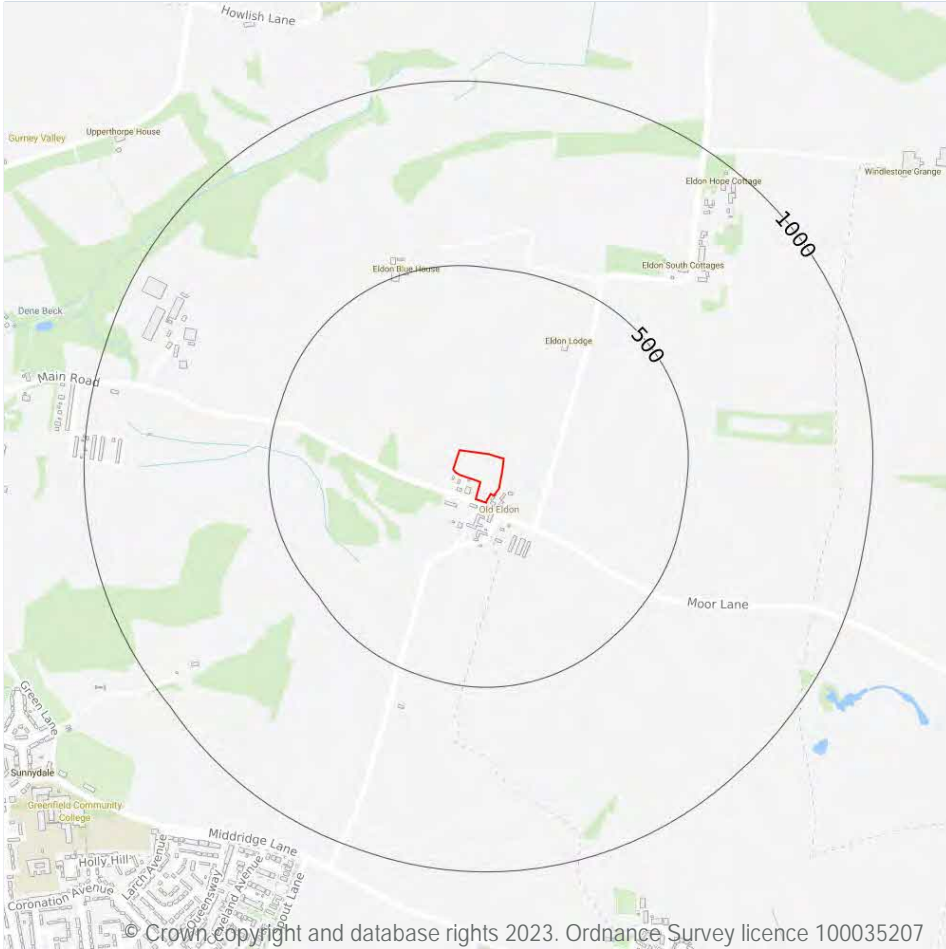 Howlish Lane
Gurney Valley
Upperthorpe House
Windlestone Grange
Eldon Hope Cottage
1000
Eldon Blue House
Eldon South Cottages
Dene Beck
Eldon Lodge
500
Main Road
Old Eldon
Moor Lane
Green Lane
Sunnydale
Greenfield Community
College
Middridge Lane
Holly Hill
Larch Avenue
Coronation Avenue
Queensway
© Crown copyright and database rights 2023. Ordnance Survey licence 100035207